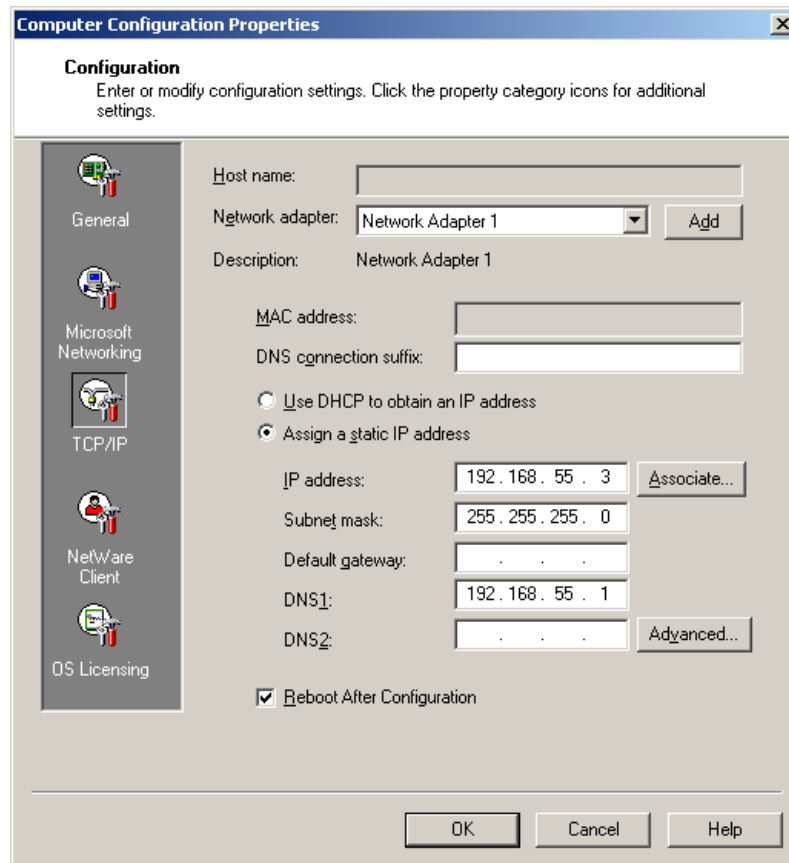 Computer Configuration Properties
Configuration
Enter or modify configuration settings. Click the property category icons for additional
settings.
General
Microsoft
Networking
TCP/IP
NetWare
Client
OS Licensing
Host name:
Network adapter: Network Adapter 1 Add
Description: Network Adapter 1
MAC address:
DNS connection suffix:
Use DHCP to obtain an IP address
Assign a static IP address
IP address: 192 . 168 . 55 . 3 Associate...
Subnet mask: 255 . 255 . 255 . 0
Default gateway: . . .
DNS1: 192 . 168 . 55 . 1
DNS2: . . . Advanced...
Reboot After Configuration
OK Cancel Help